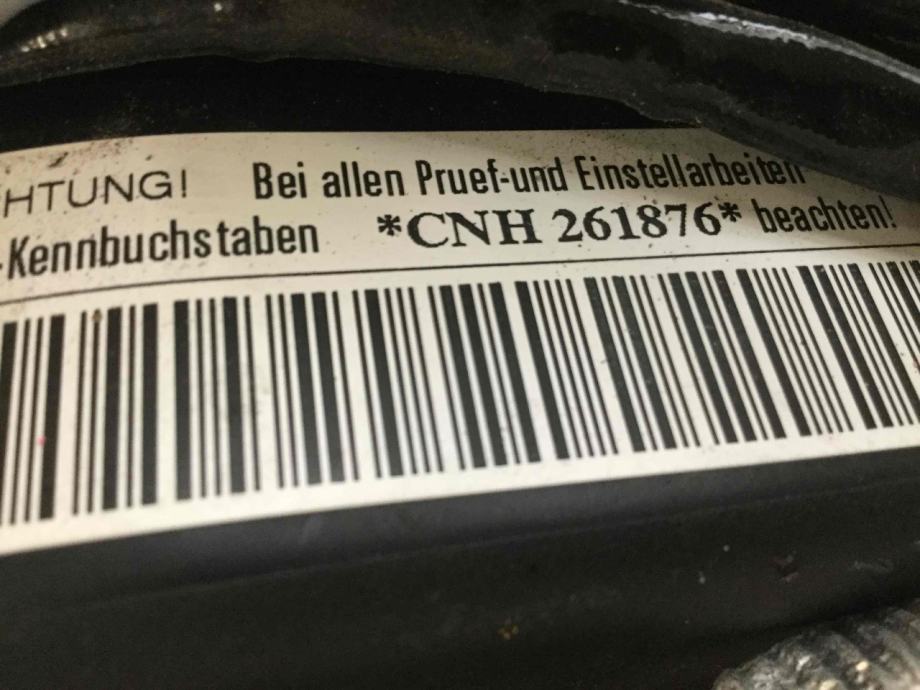 HTUNG! Bei allen Pruef-und Einstellarbeiten
-Kennbuchstaben *CNH 261876* beachten!